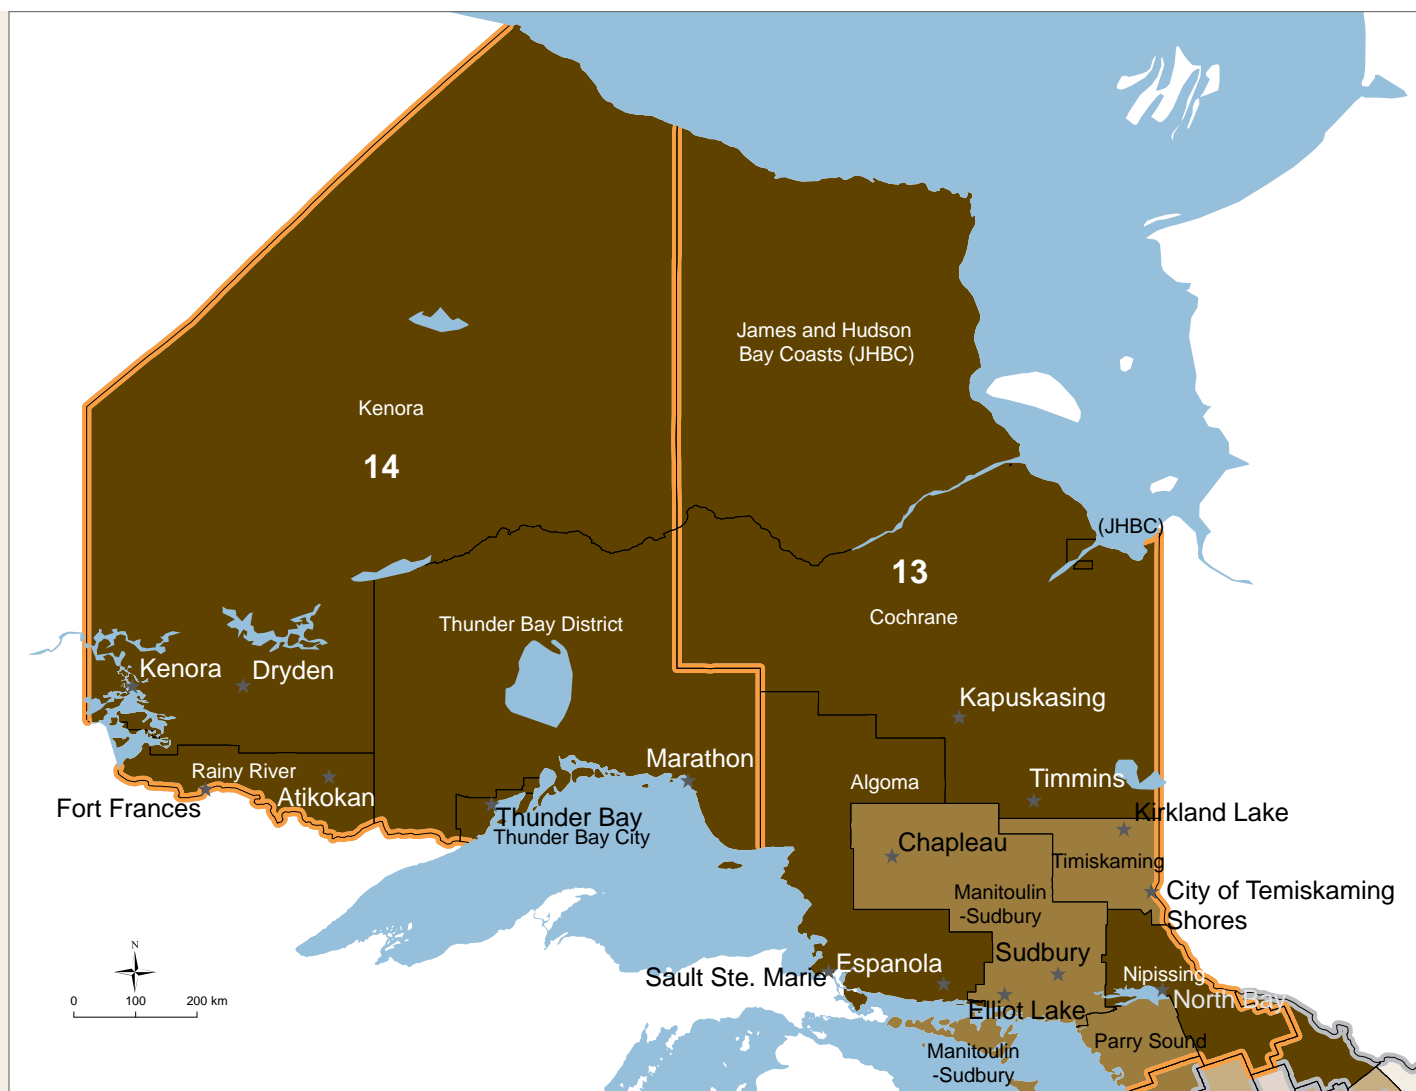 James and Hudson
Bay Coasts (JHBC)
Kenora
14
(JHBC)
13
Cochrane
Thunder Bay District
Kenora
Dryden
Kapuskasing
Marathon
Rainy River
Atikokan
Algoma
Timmins
Fort Frances
Thunder Bay
Thunder Bay City
Kirkland Lake
Chapleau
Timiskaming
Manitoulin
-Sudbury
City of Temiskaming
Shores
Sudbury
Espanola
Sault Ste. Marie
Nipissing
North Bay
Elliot Lake
Parry Sound
Manitoulin
-Sudbury
N
0 100 200 km